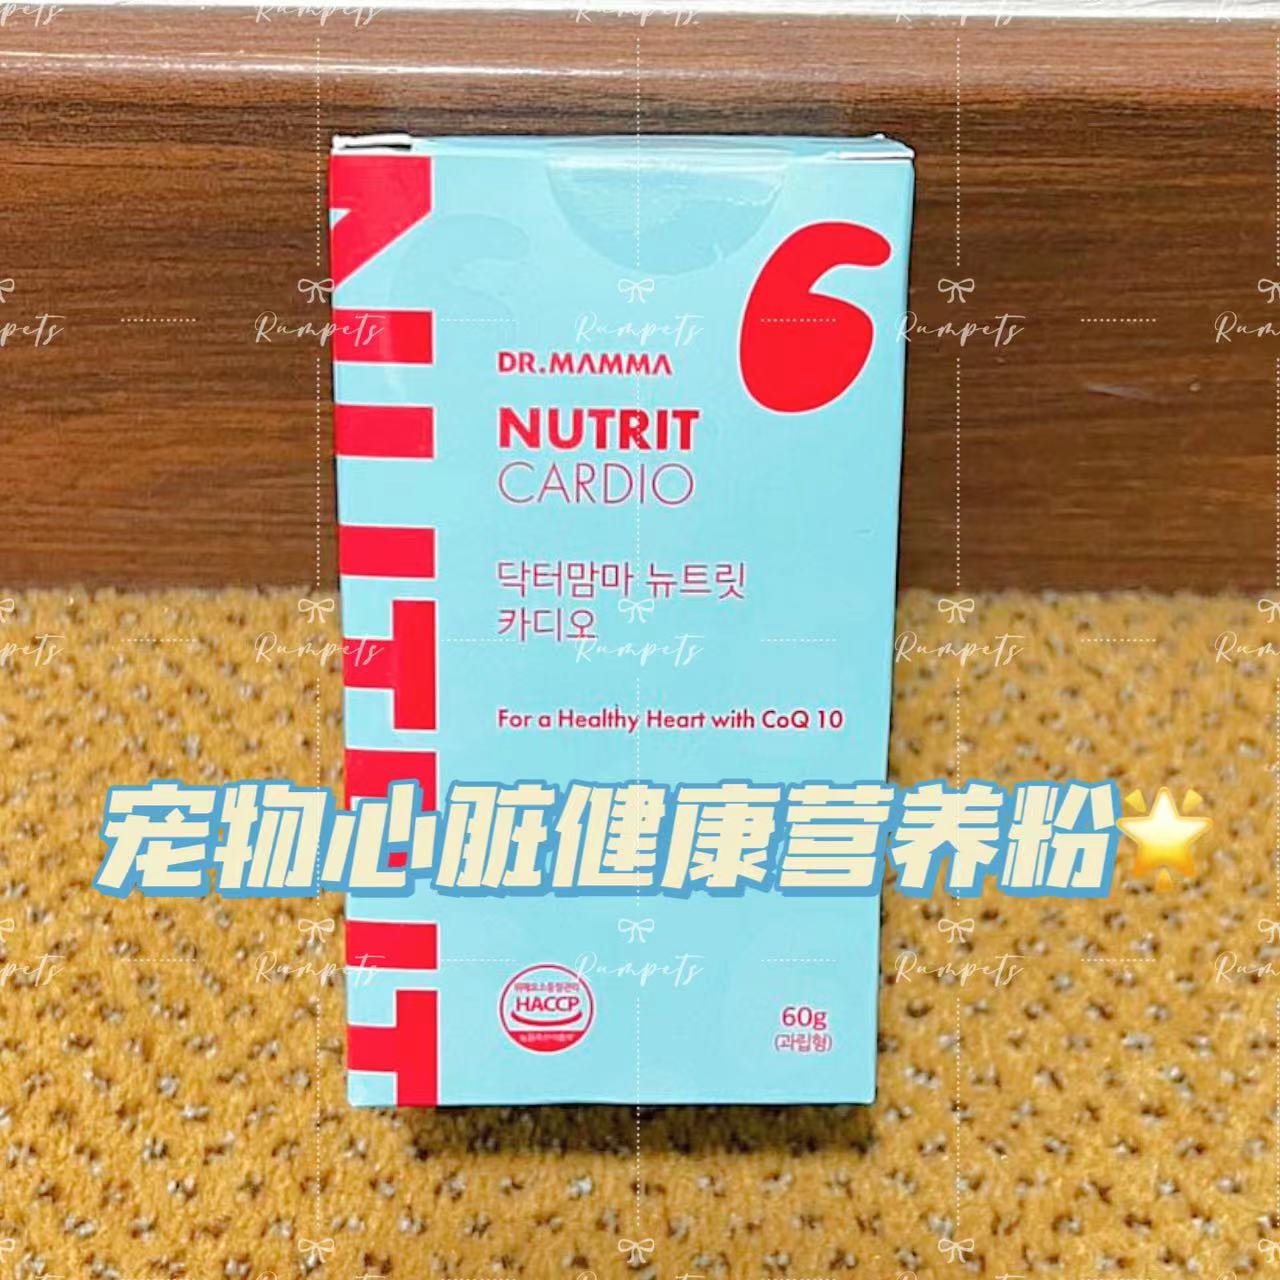 DR.MAMMA
NUTRIT
CARDIO
6
닥터맘마 뉴트릿
카디오
For a Healthy Heart with CoQ 10
宠物心脏健康营养粉
HACCP
60g
(과립형)
Rumpets